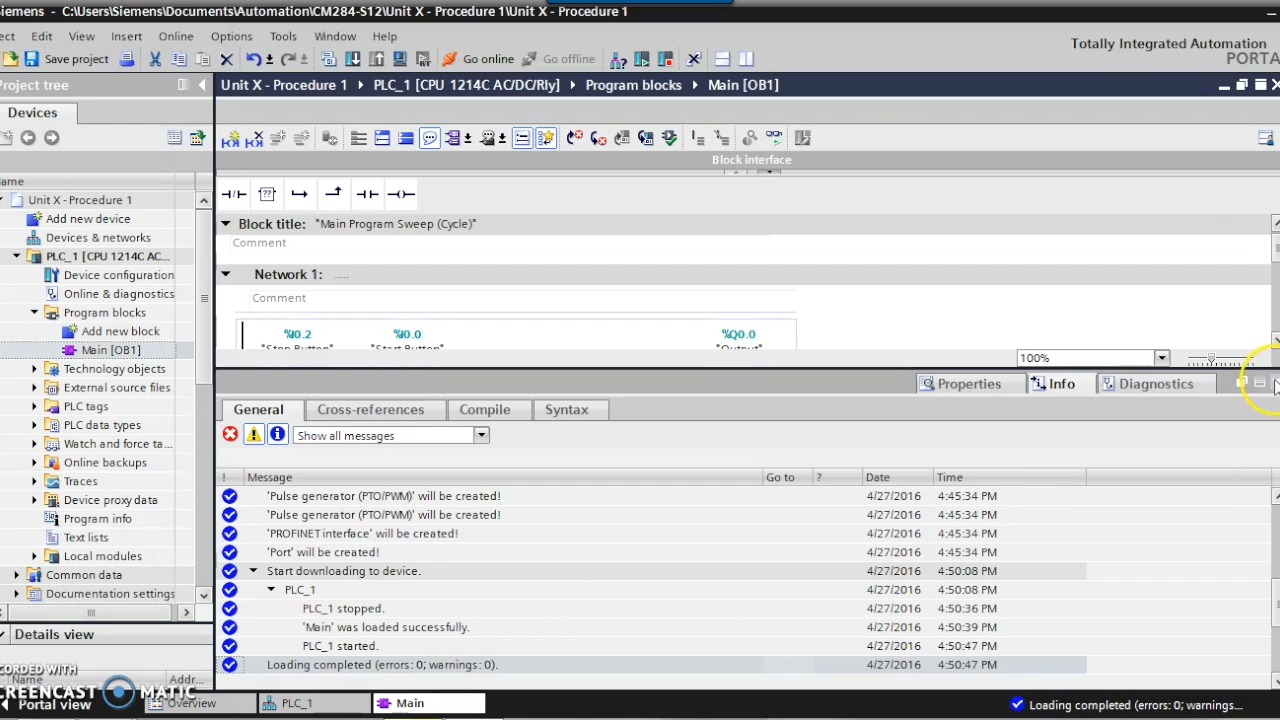 Siemens - C:\Users\Siemens\Documents\Automation\CM284-S12\Unit X - Procedure 1\Unit X - Procedure 1
ect Edit View Insert Online Options Tools Window Help
Totally Integrated Automation
PORTA
Save project Go online Go offline
Project tree
Unit X - Procedure 1 PLC_1 [CPU 1214C AC/DC/Rly] Program blocks Main [OB1]
Devices
Block interface
ame
Unit X - Procedure 1
Add new device
Devices & networks
PLC_1 [CPU 1214C AC...
Device configuration
Online & diagnostics
Program blocks
Add new block
Main [OB1]
Technology objects
External source files
PLC tags
PLC data types
Watch and force ta...
Online backups
Traces
Device proxy data
Program info
Text lists
Local modules
Common data
Documentation settings
Details view
Name Addr...
??
Block title: "Main Program Sweep (Cycle)"
Comment
Network 1: .....
Comment
%I0.2 %I0.0 %Q0.0
"Stop Button" "Start Button" "Output"
100%
Properties Info Diagnostics
General Cross-references Compile Syntax
Show all messages
! Message Go to ? Date Time
'Pulse generator (PTO/PWM)' will be created! 4/27/2016 4:45:34 PM
'Pulse generator (PTO/PWM)' will be created! 4/27/2016 4:45:34 PM
'PROFINET interface' will be created! 4/27/2016 4:45:34 PM
'Port' will be created! 4/27/2016 4:45:34 PM
Start downloading to device. 4/27/2016 4:50:08 PM
PLC_1 4/27/2016 4:50:08 PM
PLC_1 stopped. 4/27/2016 4:50:36 PM
'Main' was loaded successfully. 4/27/2016 4:50:39 PM
PLC_1 started. 4/27/2016 4:50:47 PM
Loading completed (errors: 0; warnings: 0). 4/27/2016 4:50:47 PM
RECORDED WITH
SCREENCAST MATIC
Portal view Overview PLC_1 Main Loading completed (errors: 0; warnings...